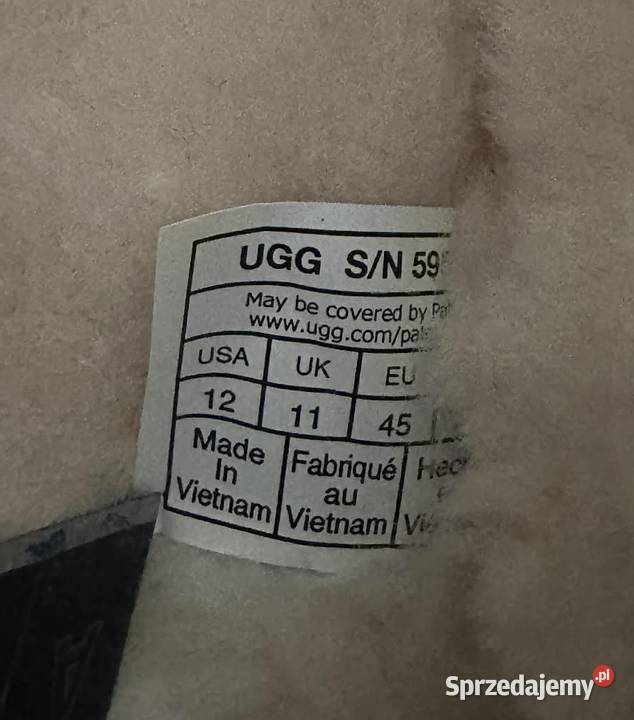 UGG S/N 59
May be covered by
www.ugg.com/pa
USA UK EU
12 11 45
Made In Vietnam
Fabriqué au Vietnam
Sprzedajemy.pl